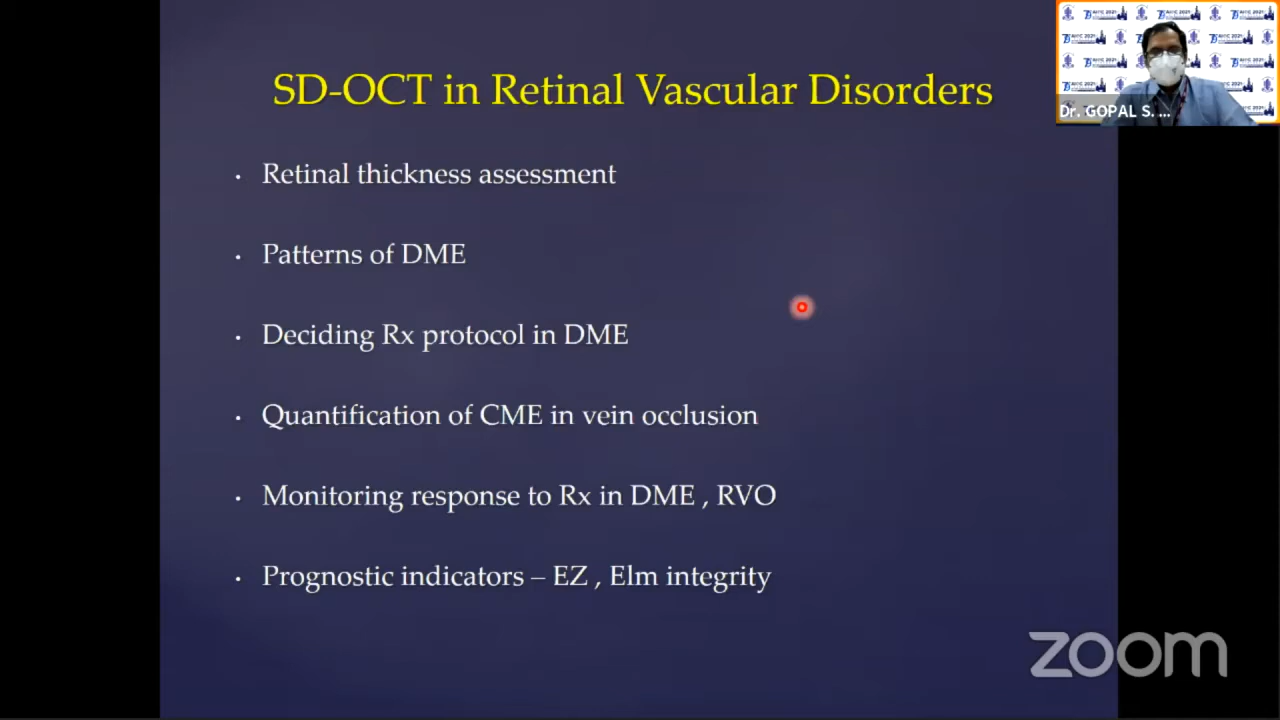 SD-OCT in Retinal Vascular Disorders
Dr. GOPAL S. ...
• Retinal thickness assessment
• Patterns of DME
• Deciding Rx protocol in DME
• Quantification of CME in vein occlusion
• Monitoring response to Rx in DME , RVO
• Prognostic indicators – EZ , Elm integrity
zoom